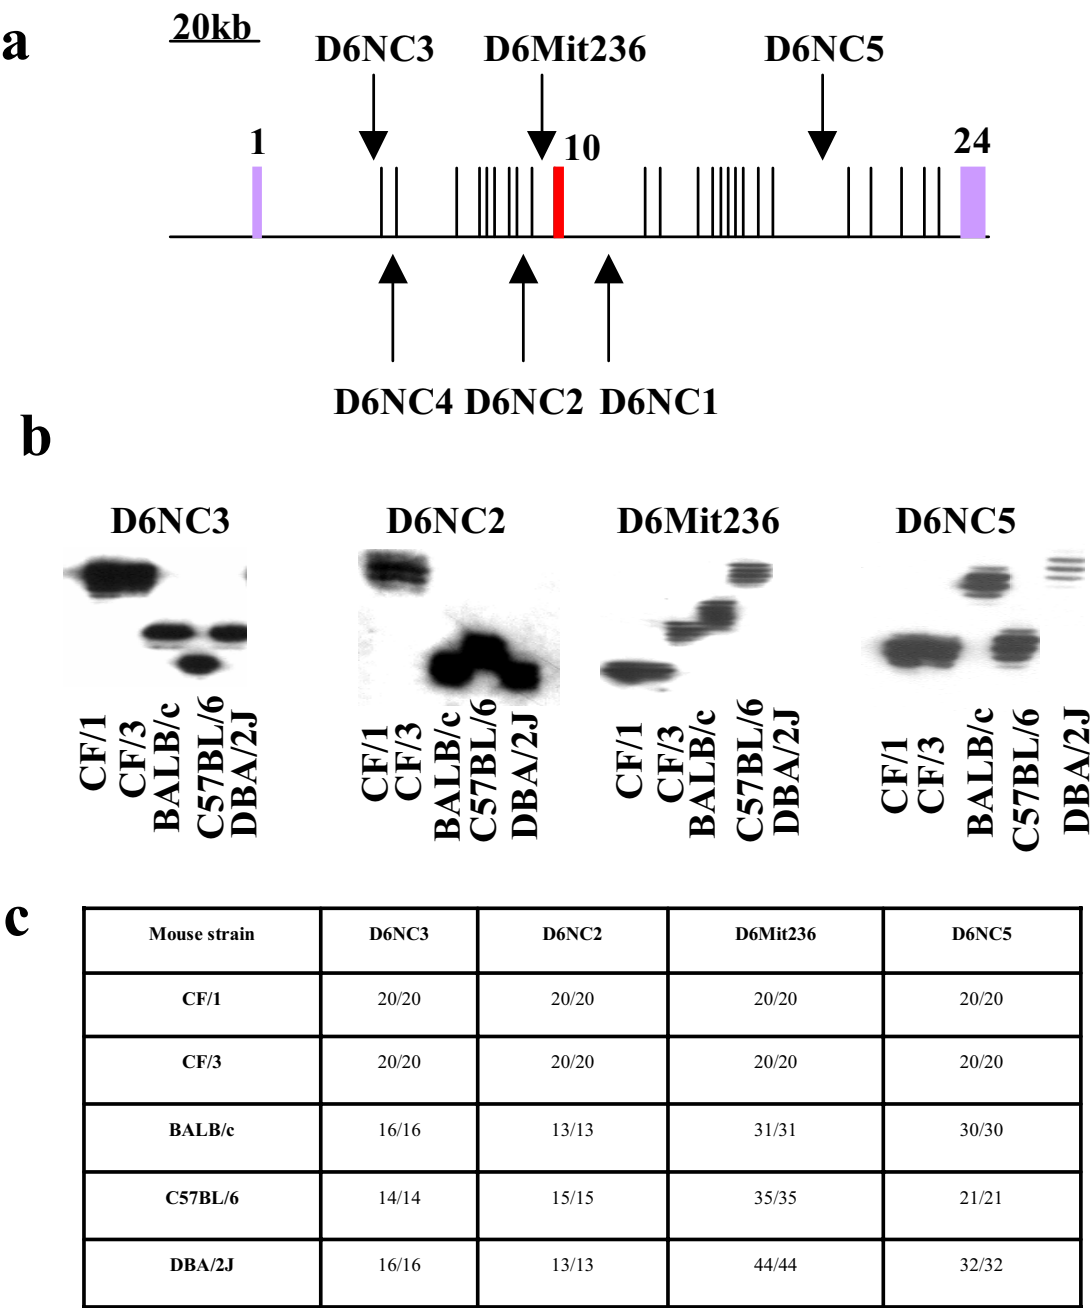 a
20kb
D6NC3 D6Mit236 D6NC5
1 10 24
D6NC4 D6NC2 D6NC1
b
D6NC3 D6NC2 D6Mit236 D6NC5
CF/1 CF/3 BALB/c C57BL/6 DBA/2J
CF/1 CF/3 BALB/c C57BL/6 DBA/2J
CF/1 CF/3 BALB/c C57BL/6 DBA/2J
CF/1 CF/3 BALB/c C57BL/6 DBA/2J
c
Mouse strain D6NC3 D6NC2 D6Mit236 D6NC5
CF/1 20/20 20/20 20/20 20/20
CF/3 20/20 20/20 20/20 20/20
BALB/c 16/16 13/13 31/31 30/30
C57BL/6 14/14 15/15 35/35 21/21
DBA/2J 16/16 13/13 44/44 32/32